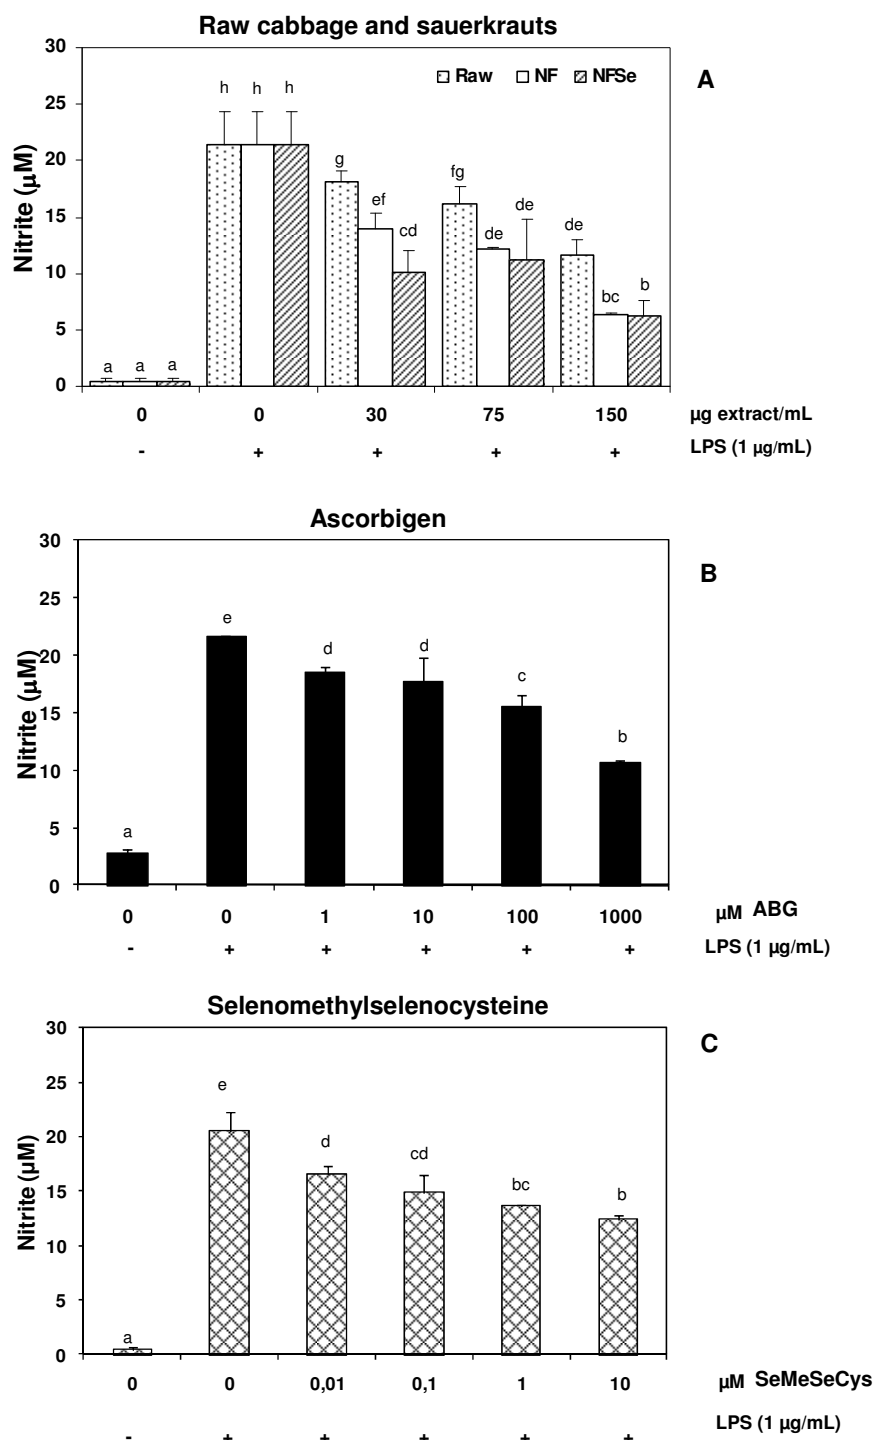 Raw cabbage and sauerkrauts
30
25
20
15
10
5
0
Nitrite (µM)
Raw NF NFSe
A
a a a
h h h
g ef cd
fg de de
de bc b
0 0 30 75 150 µg extract/mL
- + + + + LPS (1 µg/mL)
Ascorbigen
30
25
20
15
10
5
0
Nitrite (µM)
B
a e d d c b
0 0 1 10 100 1000 µM ABG
- + + + + + LPS (1 µg/mL)
Selenomethylselenocysteine
30
25
20
15
10
5
0
Nitrite (µM)
C
a e d cd bc b
0 0 0,01 0,1 1 10 µM SeMeSeCys
- + + + + + LPS (1 µg/mL)